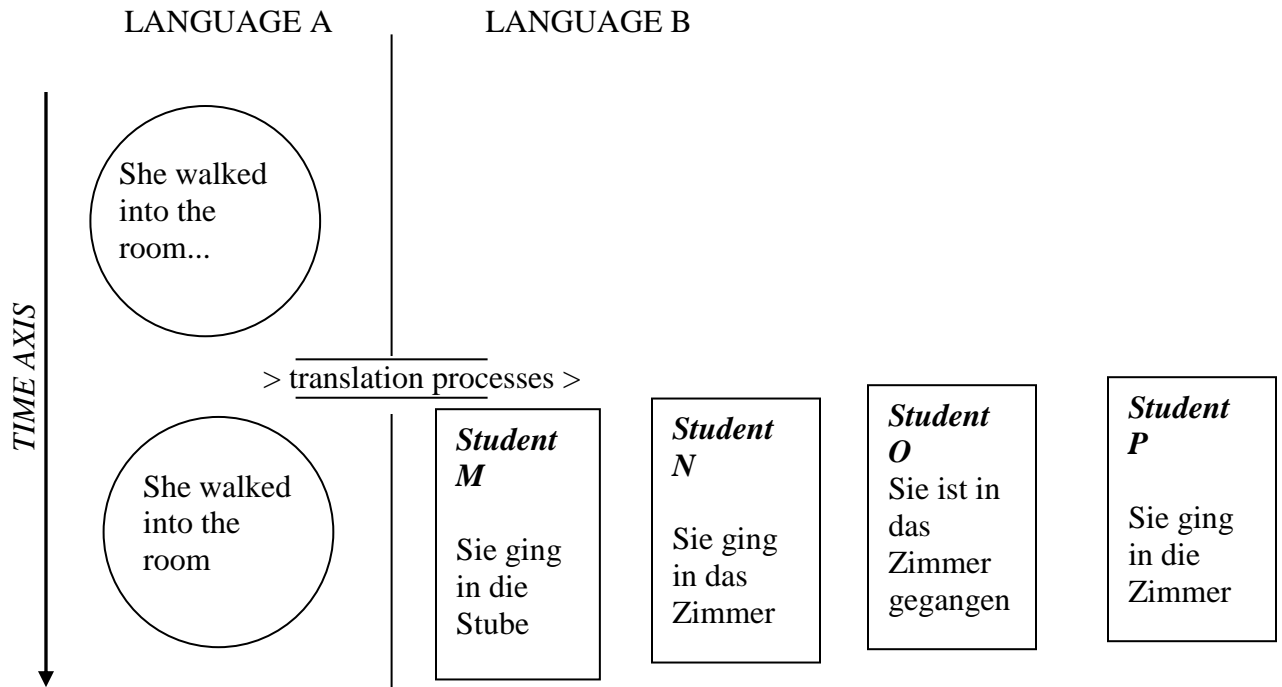 LANGUAGE A
LANGUAGE B
TIME AXIS
She walked
into the
room...
> translation processes >
She walked
into the
room
Student
M
Sie ging
in die
Stube
Student
N
Sie ging
in das
Zimmer
Student
O
Sie ist in
das
Zimmer
gegangen
Student
P
Sie ging
in die
Zimmer